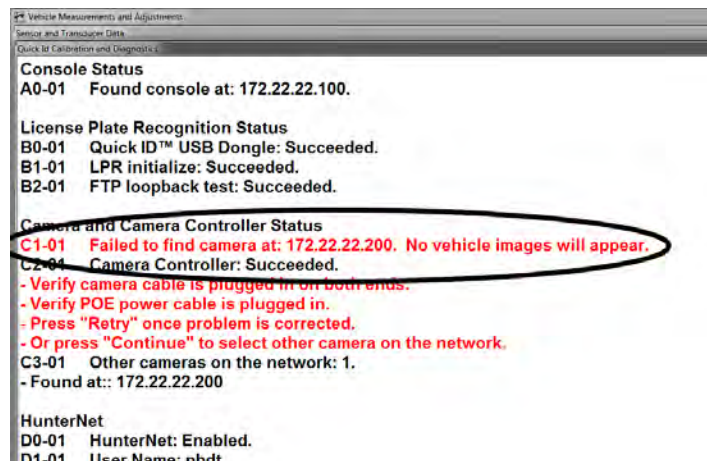 Vehicle Measurements and Adjustments
Sensor and Transducer Data
Quick Id Calibration and Diagnostics
Console Status
A0-01 Found console at: 172.22.22.100.
License Plate Recognition Status
B0-01 Quick ID™ USB Dongle: Succeeded.
B1-01 LPR initialize: Succeeded.
B2-01 FTP loopback test: Succeeded.
Camera and Camera Controller Status
C1-01 Failed to find camera at: 172.22.22.200. No vehicle images will appear.
C2-01 Camera Controller: Succeeded.
- Verify camera cable is plugged in on both ends.
- Verify POE power cable is plugged in.
- Press "Retry" once problem is corrected.
- Or press "Continue" to select other camera on the network.
C3-01 Other cameras on the network: 1.
- Found at:: 172.22.22.200
HunterNet
D0-01 HunterNet: Enabled.
D1-01 User Name: pbdt